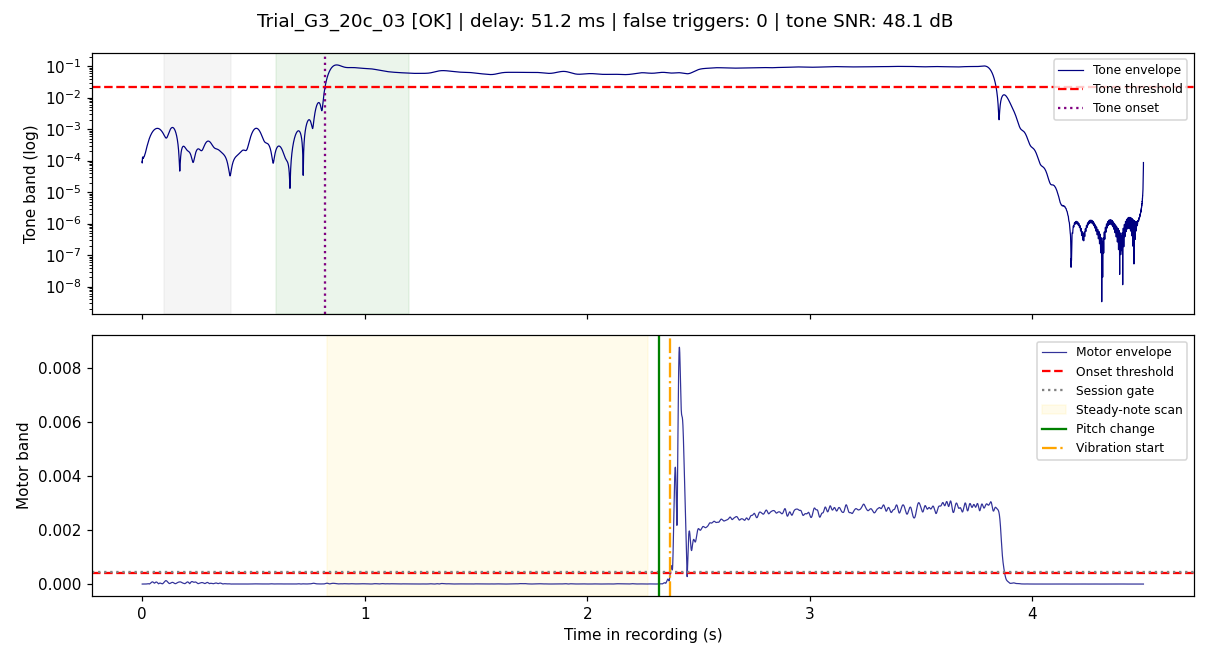 Trial_G3_20c_03 [OK] | delay: 51.2 ms | false triggers: 0 | tone SNR: 48.1 dB
Tone band (log)
10⁻¹
10⁻²
10⁻³
10⁻⁴
10⁻⁵
10⁻⁶
10⁻⁷
10⁻⁸
Tone envelope
Tone threshold
Tone onset
Motor band
0.008
0.006
0.004
0.002
0.000
Motor envelope
Onset threshold
Session gate
Steady-note scan
Pitch change
Vibration start
0 1 2 3 4
Time in recording (s)